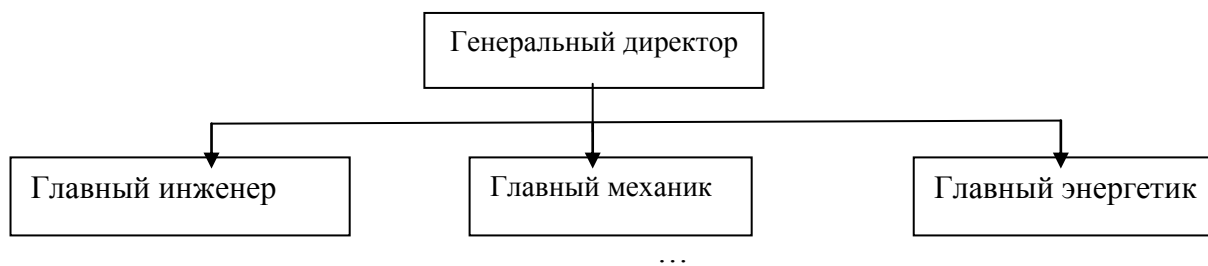 Генеральный директор
Главный инженер
Главный механик
Главный энергетик
…